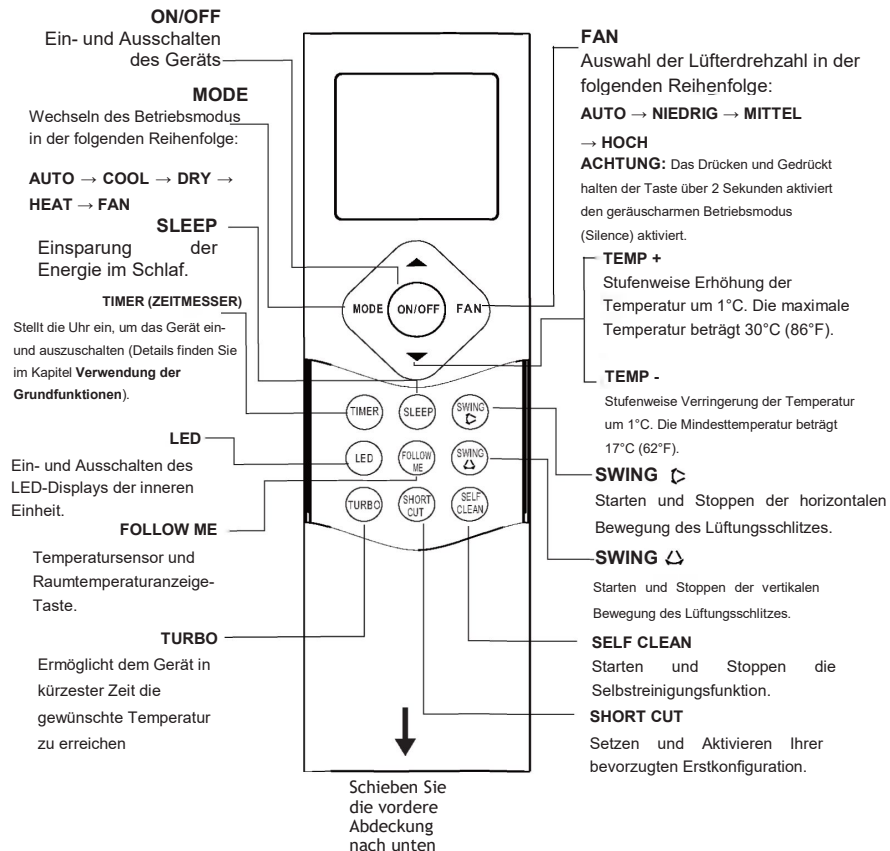 ON/OFF
Ein- und Ausschalten
des Geräts
MODE
Wechseln des Betriebsmodus
in der folgenden Reihenfolge:
AUTO → COOL → DRY →
HEAT → FAN
SLEEP
Einsparung der
Energie im Schlaf.
TIMER (ZEITMESSER)
Stellt die Uhr ein, um das Gerät ein-
und auszuschalten (Details finden Sie
im Kapitel Verwendung der
Grundfunktionen).
LED
Ein- und Ausschalten des
LED-Displays der inneren
Einheit.
FOLLOW ME
Temperatursensor und
Raumtemperaturanzeige-
Taste.
TURBO
Ermöglicht dem Gerät in
kürzester Zeit die
gewünschte Temperatur
zu erreichen
MODE ON/OFF FAN
TIMER SLEEP SWING
LED FOLLOW ME SWING
TURBO SHORT CUT SELF CLEAN
Schieben Sie
die vordere
Abdeckung
nach unten
FAN
Auswahl der Lüfterdrehzahl in der
folgenden Reihenfolge:
AUTO → NIEDRIG → MITTEL
→ HOCH
ACHTUNG: Das Drücken und Gedrückt
halten der Taste über 2 Sekunden aktiviert
den geräuscharmen Betriebsmodus
(Silence) aktiviert.
TEMP +
Stufenweise Erhöhung der
Temperatur um 1°C. Die maximale
Temperatur beträgt 30°C (86°F).
TEMP -
Stufenweise Verringerung der Temperatur
um 1°C. Die Mindesttemperatur beträgt
17°C (62°F).
SWING
Starten und Stoppen der horizontalen
Bewegung des Lüftungsschlitzes.
SWING
Starten und Stoppen der vertikalen
Bewegung des Lüftungsschlitzes.
SELF CLEAN
Starten und Stoppen die
Selbstreinigungsfunktion.
SHORT CUT
Setzen und Aktivieren Ihrer
bevorzugten Erstkonfiguration.